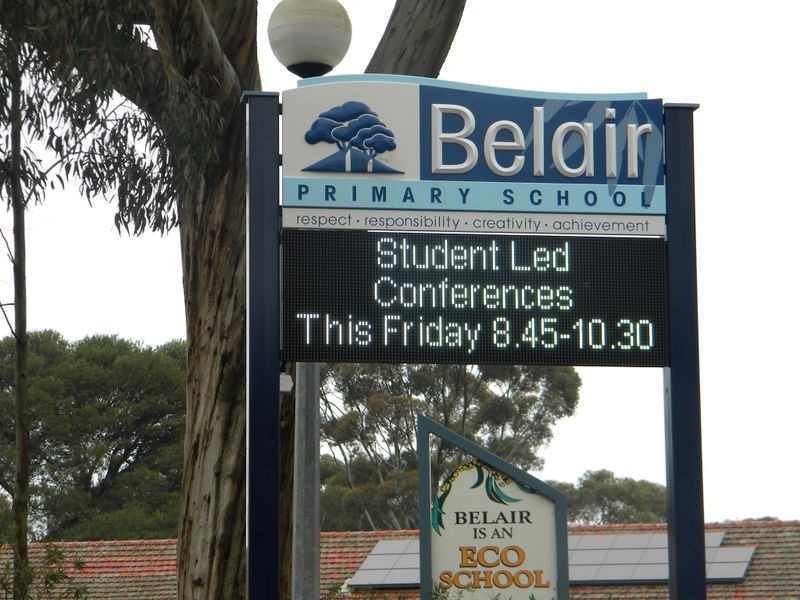 Belair
PRIMARY SCHOOL
respect · responsibility · creativity · achievement
Student Led
Conferences
This Friday 8.45-10.30
BELAIR
IS AN
ECO
SCHOOL